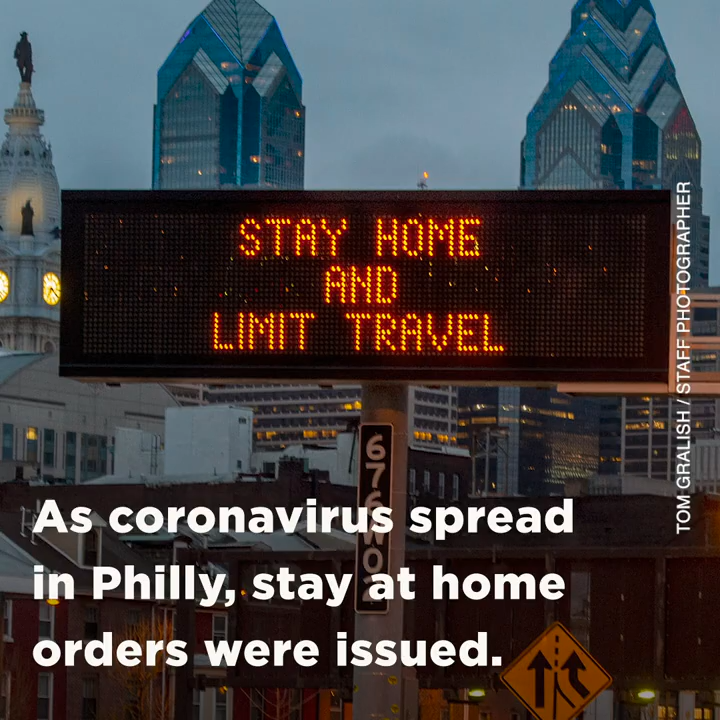 STAY HOME
AND
LIMIT TRAVEL
TOM GRALISH / STAFF PHOTOGRAPHER
As coronavirus spread
in Philly, stay at home
orders were issued.